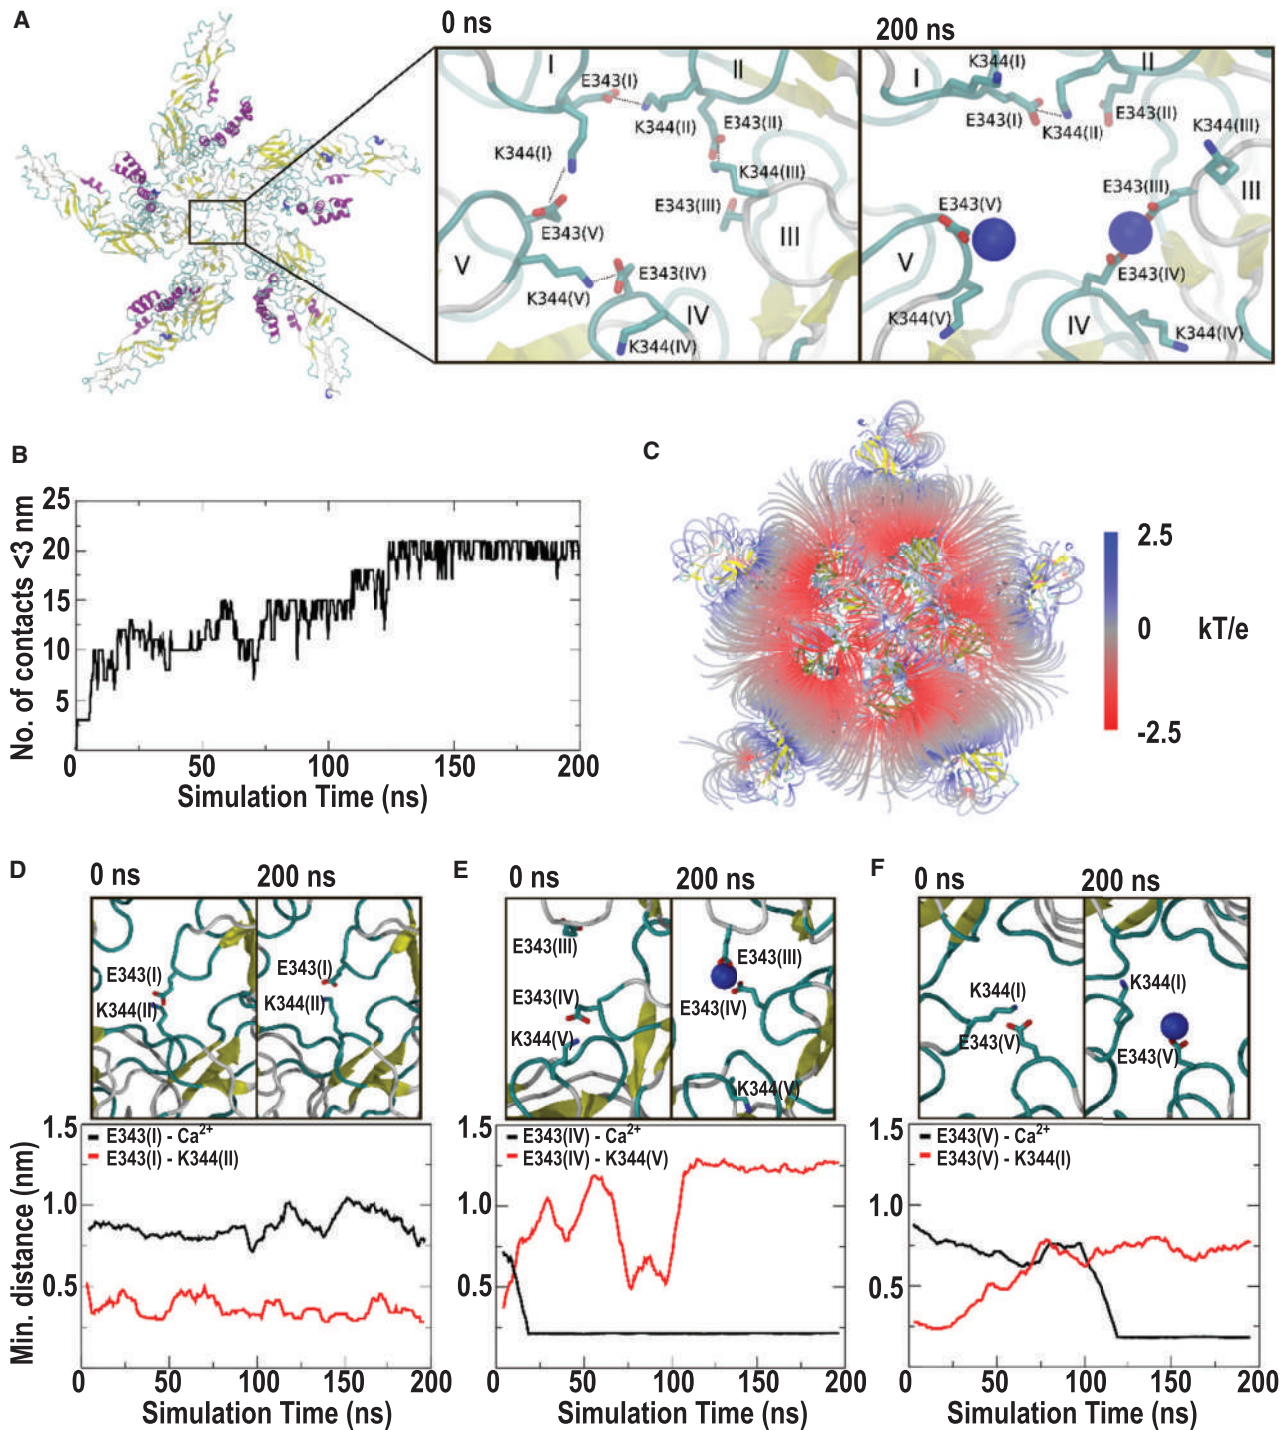 A
0 ns
200 ns
I
E343(I)
II
K344(II)
E343(II)
K344(I)
K344(III)
E343(III)
E343(V)
III
V
E343(IV)
K344(V)
IV
K344(IV)
I
K344(I)
II
E343(I)
K344(II)
E343(II)
K344(III)
E343(III)
III
E343(V)
V
E343(IV)
K344(V)
IV
K344(IV)
B
No. of contacts <3 nm
25
20
15
10
5
0
50
100
150
200
Simulation Time (ns)
C
2.5
0
kT/e
-2.5
D
0 ns
200 ns
E343(I)
K344(II)
E343(I)
K344(II)
Min. distance (nm)
1.5
1.0
0.5
E343(I) - Ca²⁺
E343(I) - K344(II)
0
50
100
150
200
Simulation Time (ns)
E
0 ns
200 ns
E343(III)
E343(IV)
K344(V)
E343(III)
E343(IV)
K344(V)
1.5
1.0
0.5
E343(IV) - Ca²⁺
E343(IV) - K344(V)
0
50
100
150
200
Simulation Time (ns)
F
0 ns
200 ns
K344(I)
E343(V)
K344(I)
E343(V)
1.5
1.0
0.5
E343(V) - Ca²⁺
E343(V) - K344(I)
0
50
100
150
200
Simulation Time (ns)